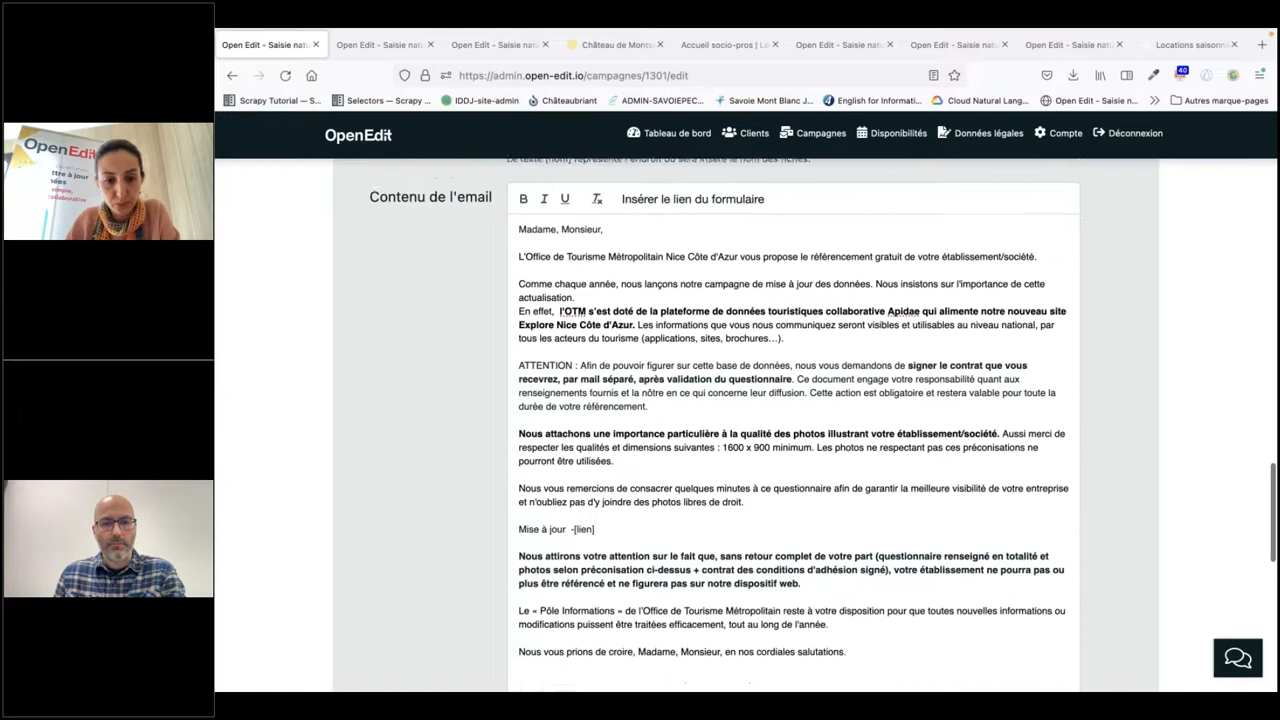 Open Edit - Saisie natu
Open Edit - Saisie natu
Open Edit - Saisie natu
Château de Monts
Accueil socio-pros | Le
Open Edit - Saisie natu
Open Edit - Saisie natu
Open Edit - Saisie natu
Locations saisonni
https://admin.open-edit.io/campagnes/1301/edit
40
Scrapy Tutorial — S...
Selectors — Scrapy ...
IDDJ-site-admin
Châteaubriant
ADMIN-SAVOIEPEC...
Savoie Mont Blanc J...
English for Informati...
Cloud Natural Lang...
Open Edit - Saisie n...
Autres marque-pages
OpenEdit
Tableau de bord
Clients
Campagnes
Disponibilités
Données légales
Compte
Déconnexion
Le texte [nom] représente l'endroit où sera inséré le nom des fiches.
Contenu de l'email
B I U Tx Insérer le lien du formulaire
Madame, Monsieur,
L'Office de Tourisme Métropolitain Nice Côte d'Azur vous propose le référencement gratuit de votre établissement/société.
Comme chaque année, nous lançons notre campagne de mise à jour des données. Nous insistons sur l'importance de cette
actualisation.
En effet, l'OTM s'est doté de la plateforme de données touristiques collaborative Apidae qui alimente notre nouveau site
Explore Nice Côte d'Azur. Les informations que vous nous communiquez seront visibles et utilisables au niveau national, par
tous les acteurs du tourisme (applications, sites, brochures...).
ATTENTION : Afin de pouvoir figurer sur cette base de données, nous vous demandons de signer le contrat que vous
recevrez, par mail séparé, après validation du questionnaire. Ce document engage votre responsabilité quant aux
renseignements fournis et la nôtre en ce qui concerne leur diffusion. Cette action est obligatoire et restera valable pour toute la
durée de votre référencement.
Nous attachons une importance particulière à la qualité des photos illustrant votre établissement/société. Aussi merci de
respecter les qualités et dimensions suivantes : 1600 x 900 minimum. Les photos ne respectant pas ces préconisations ne
pourront être utilisées.
Nous vous remercions de consacrer quelques minutes à ce questionnaire afin de garantir la meilleure visibilité de votre entreprise
et n'oubliez pas d'y joindre des photos libres de droit.
Mise à jour -[lien]
Nous attirons votre attention sur le fait que, sans retour complet de votre part (questionnaire renseigné en totalité et
photos selon préconisation ci-dessus + contrat des conditions d'adhésion signé), votre établissement ne pourra pas ou
plus être référencé et ne figurera pas sur notre dispositif web.
Le « Pôle Informations » de l'Office de Tourisme Métropolitain reste à votre disposition pour que toutes nouvelles informations ou
modifications puissent être traitées efficacement, tout au long de l'année.
Nous vous prions de croire, Madame, Monsieur, en nos cordiales salutations.
OpenEdit